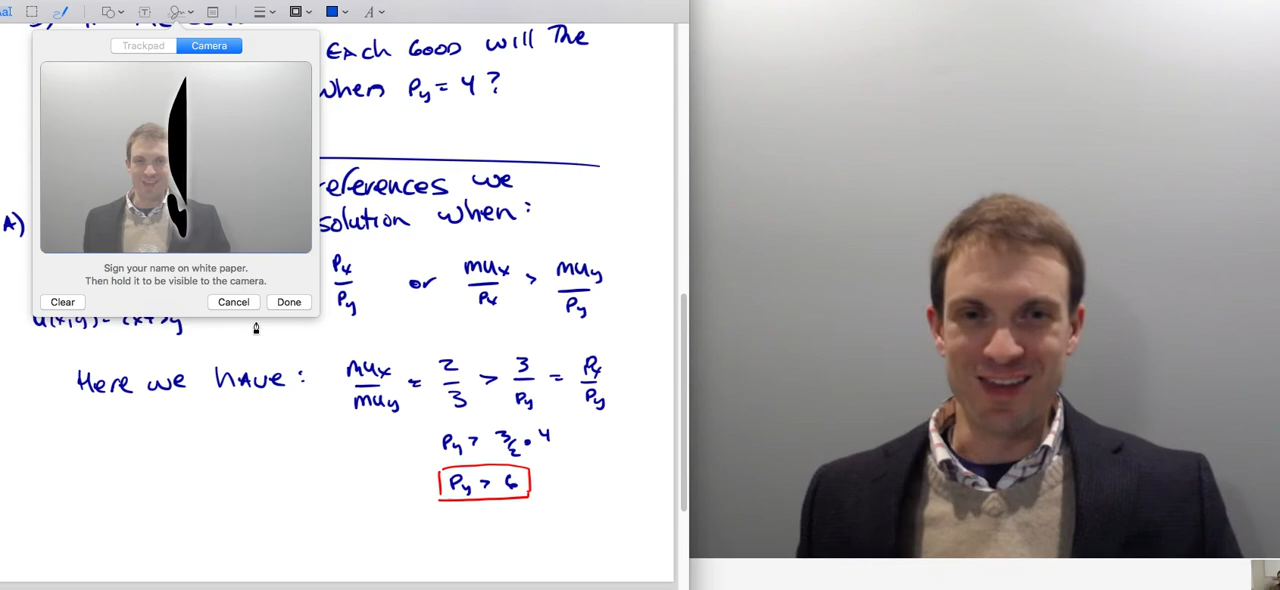 AaI
T
A
Trackpad
Camera
Sign your name on white paper.
Then hold it to be visible to the camera.
Clear
Cancel
Done
Each Good will The
when Py = 4 ?
references we
A)
solution when:
Px/Py or mux/Px > muy/Py
Here we have: mux/muy = 2/3 > 3/Py = Px/Py
Py > 3/2 • 4
Py > 6